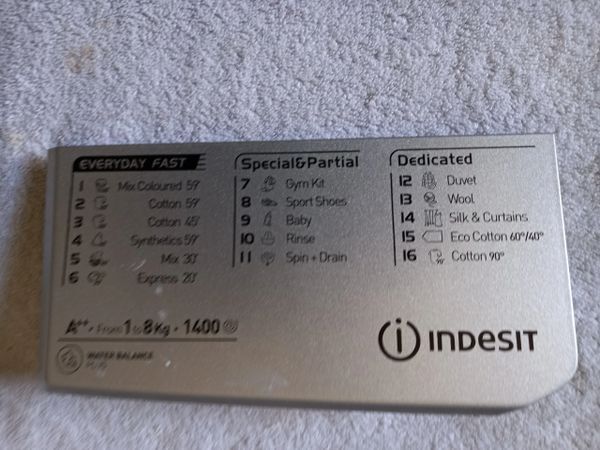 EVERYDAY FAST
1 Mix Coloured 59'
2 Cotton 59'
3 Cotton 45'
4 Synthetics 59'
5 Mix 30'
6 Express 20'
Special&Partial
7 Gym Kit
8 Sport Shoes
9 Baby
10 Rinse
11 Spin + Drain
Dedicated
12 Duvet
13 Wool
14 Silk & Curtains
15 Eco Cotton 60°/40°
16 Cotton 90°
A++ • From 1 to 8 Kg • 1400
WATER BALANCE
PLUS
INDESIT